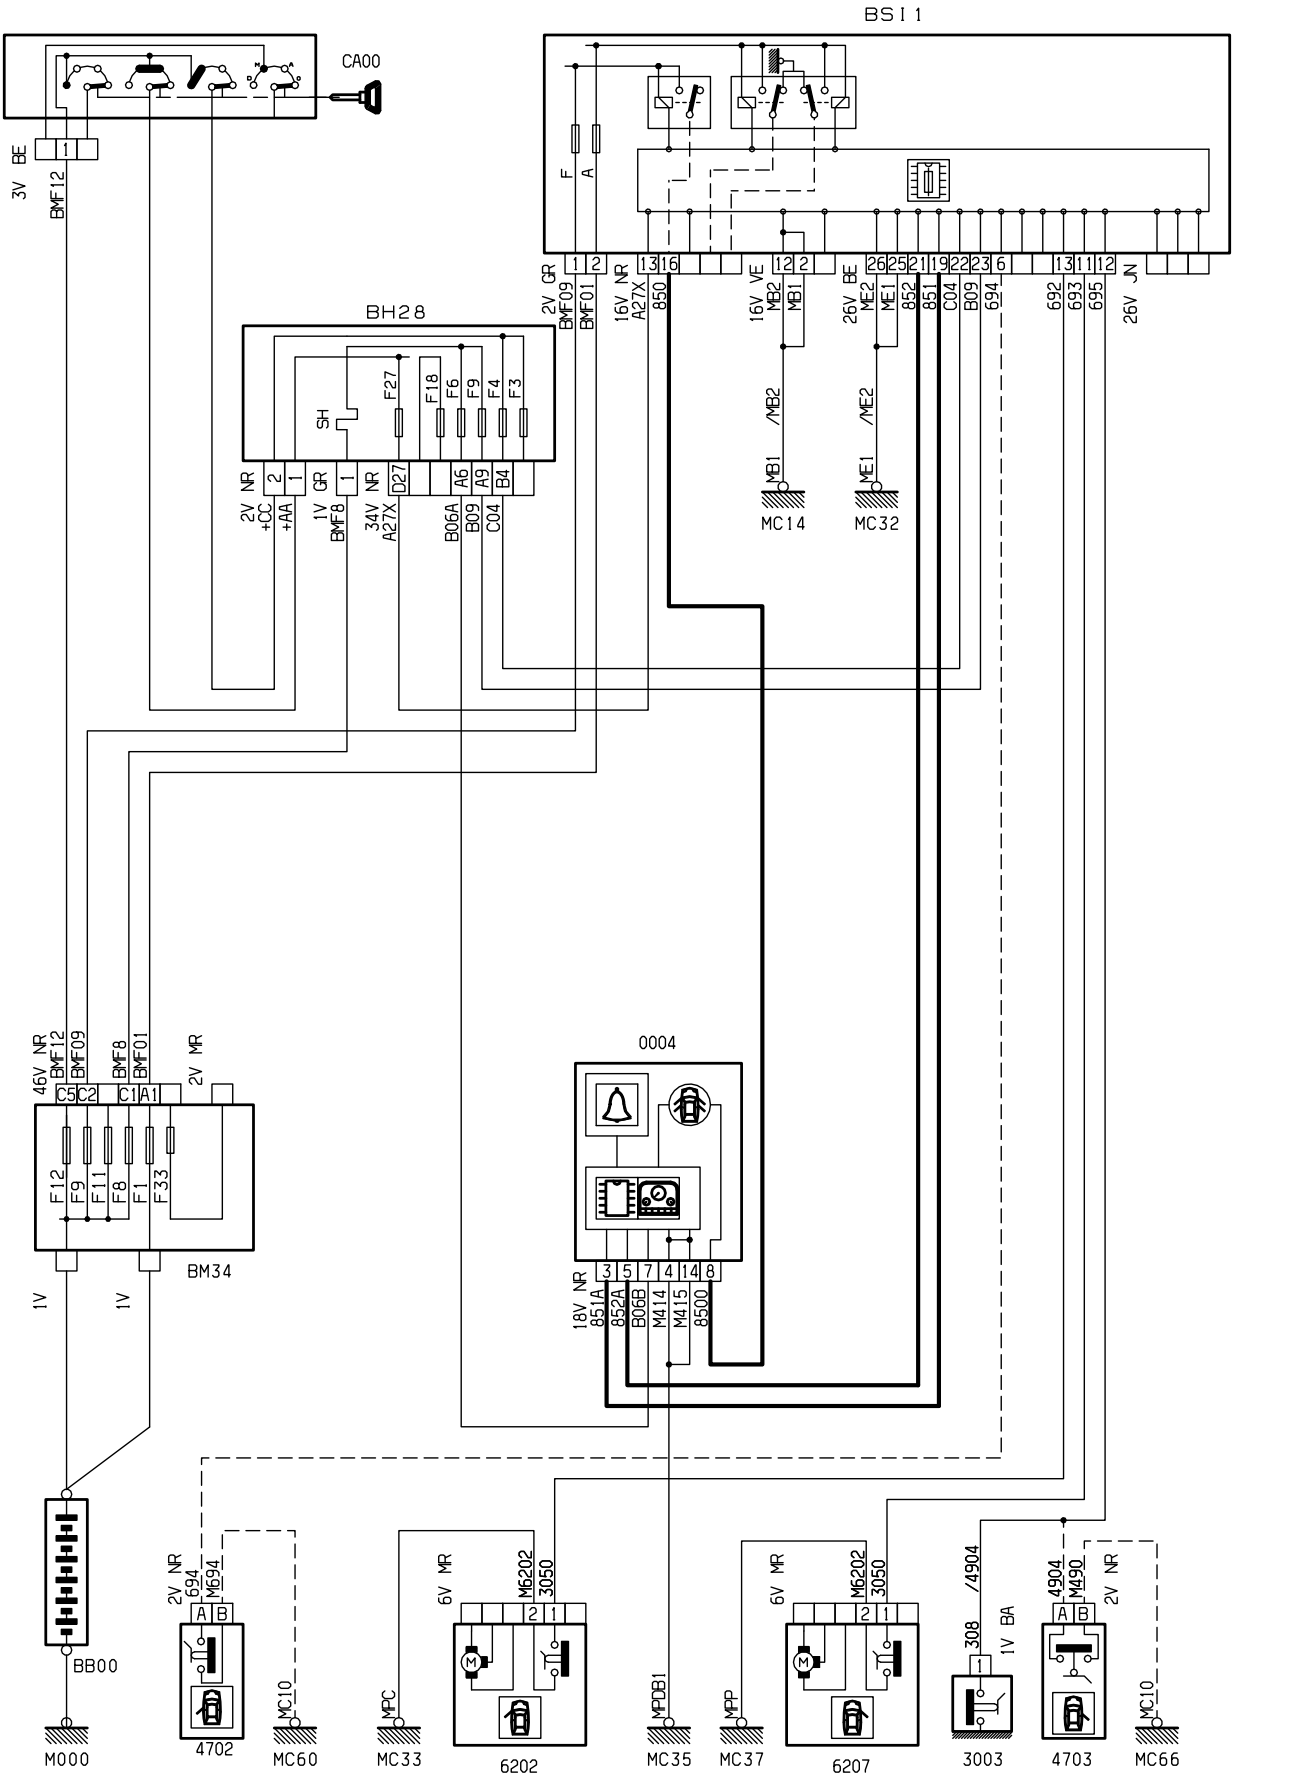 BSI1
CA00
M A
D D
3V BE
1
BMF12
F
A
2V GR
1 2
BMF09
BMF01
16V NR
13 16
A27X
850
16V VE
12 2
MB2
MB1
26V BE
26 25 21 19 22 23 6
ME2
ME1
852
851
C04
B09
694
13 11 12
692
693
695
26V JN
BH28
SH
F27
F18
F6
F9
F4
F3
2V NR
2 1
+CC
+AA
1V GR
1
BMF8
34V NR
D27 A6 A9 B4
A27X
B06A
B09
C04
/MB2
MB1
MC14
/ME2
ME1
MC32
46V NR
BMF12
BMF09
BMF8
BMF01
2V MR
C5 C2 C1 A1
F12
F9
F11
F8
F1
F33
BM34
1V
1V
0004
3 5 7 4 14 8
18V NR
851A
852A
B06B
M414
M415
8500
BB00
M000
2V NR
694
M694
A B
4702
MC10
MC60
MPC
MC33
6V MR
M6202
3050
2 1
M
6202
MPDB1
MC35
MPP
MC37
6V MR
M6202
3050
2 1
M
6207
/4904
308
1V BA
1
3003
4904
M490
2V NR
A B
4703
MC10
MC66